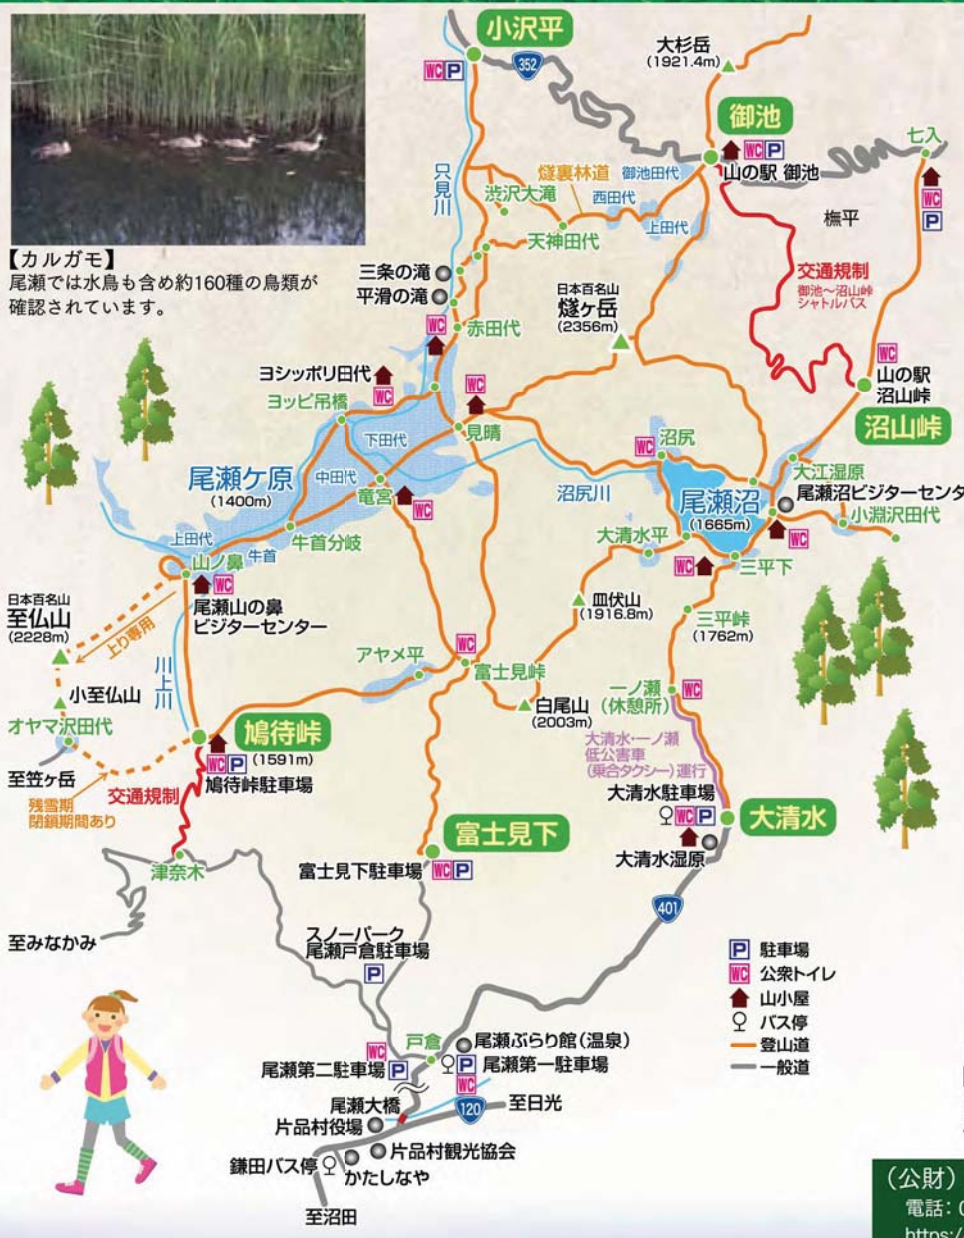 小沢平
WC P
352
大杉岳
(1921.4m)
御池
WC P
山の駅 御池
七入
WC
P
【カルガモ】
尾瀬では水鳥も含め約160種の鳥類が
確認されています。
只見川
渋沢大滝
燧裏林道
御池田代
西田代
上田代
天神田代
橅平
三条の滝
平滑の滝
交通規制
御池～沼山峠
シャトルバス
日本百名山
燧ヶ岳
(2356m)
WC
赤田代
WC
山の駅
沼山峠
沼山峠
ヨシッポリ田代
WC
WC
ヨッピ吊橋
下田代
見晴
WC
沼尻
大江湿原
尾瀬ケ原
(1400m)
中田代
竜宮
WC
沼尻川
尾瀬沼
(1665m)
尾瀬沼ビジターセンタ
小淵沢田代
WC
上田代
牛首
牛首分岐
大清水平
WC
三平下
山ノ鼻
WC
尾瀬山の鼻
ビジターセンター
日本百名山
至仏山
(2228m)
上り専用
皿伏山
(1916.8m)
三平峠
(1762m)
川上川
アヤメ平
WC
富士見峠
小至仏山
オヤマ沢田代
白尾山
(2003m)
一ノ瀬
(休憩所)
WC
鳩待峠
(1591m)
WC P
鳩待峠駐車場
至笠ヶ岳
残雪期
閉鎖期間あり
交通規制
大清水・一ノ瀬
低公害車
(乗合タクシー)運行
大清水駐車場
WC P
大清水
大清水湿原
富士見下
富士見下駐車場
WC P
津奈木
至みなかみ
401
スノーパーク
尾瀬戸倉駐車場
P
P 駐車場
WC 公衆トイレ
山小屋
バス停
登山道
一般道
戸倉
尾瀬ぷらり館(温泉)
WC
尾瀬第二駐車場 P
P 尾瀬第一駐車場
WC
尾瀬大橋
120
至日光
片品村役場
片品村観光協会
鎌田バス停
かたしなや
至沼田
(公財)
電話：0
https:/